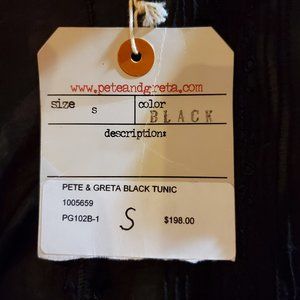 www.peteandgreta.com
size S color BLACK
description:
PETE & GRETA BLACK TUNIC
1005659
PG102B-1 S $198.00